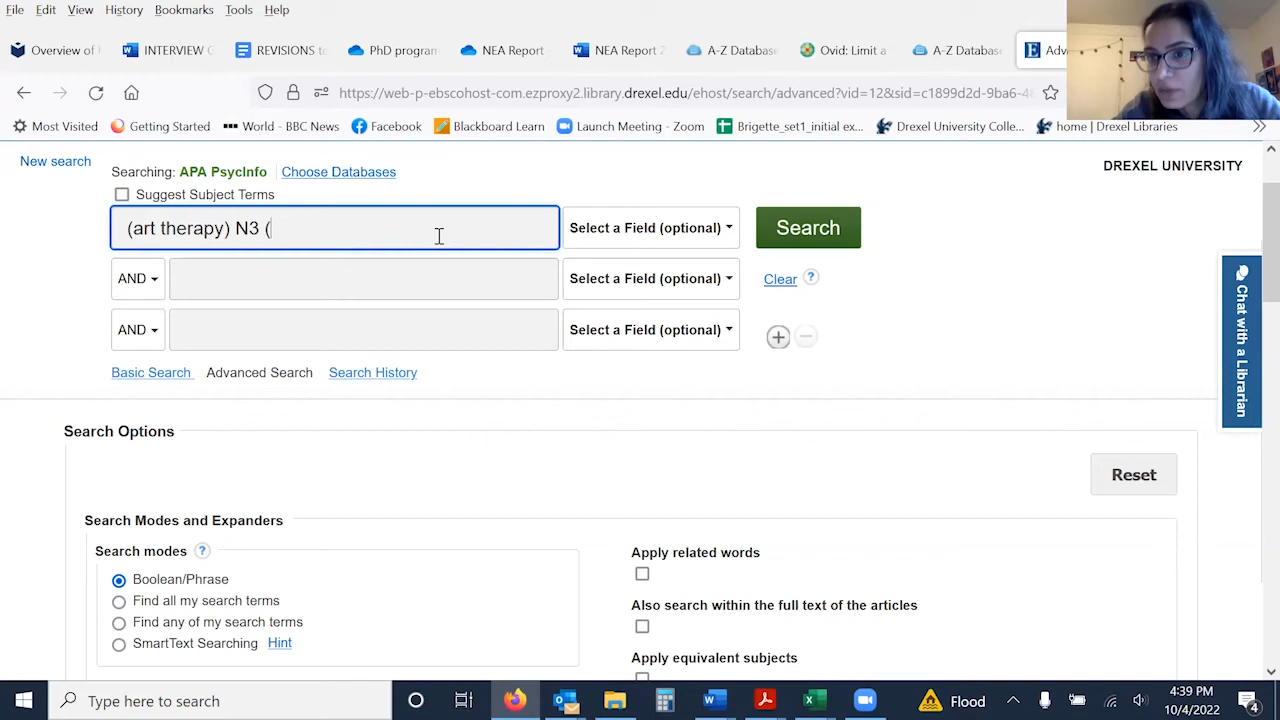 File Edit View History Bookmarks Tools Help
Overview of INTERVIEW REVISIONS to PhD program NEA Report NEA Report 2 A-Z Database Ovid: Limit a A-Z Database Adv
https://web-p-ebscohost-com.ezproxy2.library.drexel.edu/ehost/search/advanced?vid=12&sid=c1899d2d-9ba6-4
Most Visited Getting Started World - BBC News Facebook Blackboard Learn Launch Meeting - Zoom Brigette_set1_initial ex... Drexel University Colle... home | Drexel Libraries
New search
Searching: APA PsycInfo Choose Databases
DREXEL UNIVERSITY
Suggest Subject Terms
(art therapy) N3 ( Select a Field (optional) Search
AND Select a Field (optional) Clear ?
AND Select a Field (optional)
Basic Search Advanced Search Search History
Chat with a Librarian
Search Options
Reset
Search Modes and Expanders
Search modes ?
Boolean/Phrase
Find all my search terms
Find any of my search terms
SmartText Searching Hint
Apply related words
Also search within the full text of the articles
Apply equivalent subjects
Type here to search
Flood
4:39 PM
10/4/2022
4